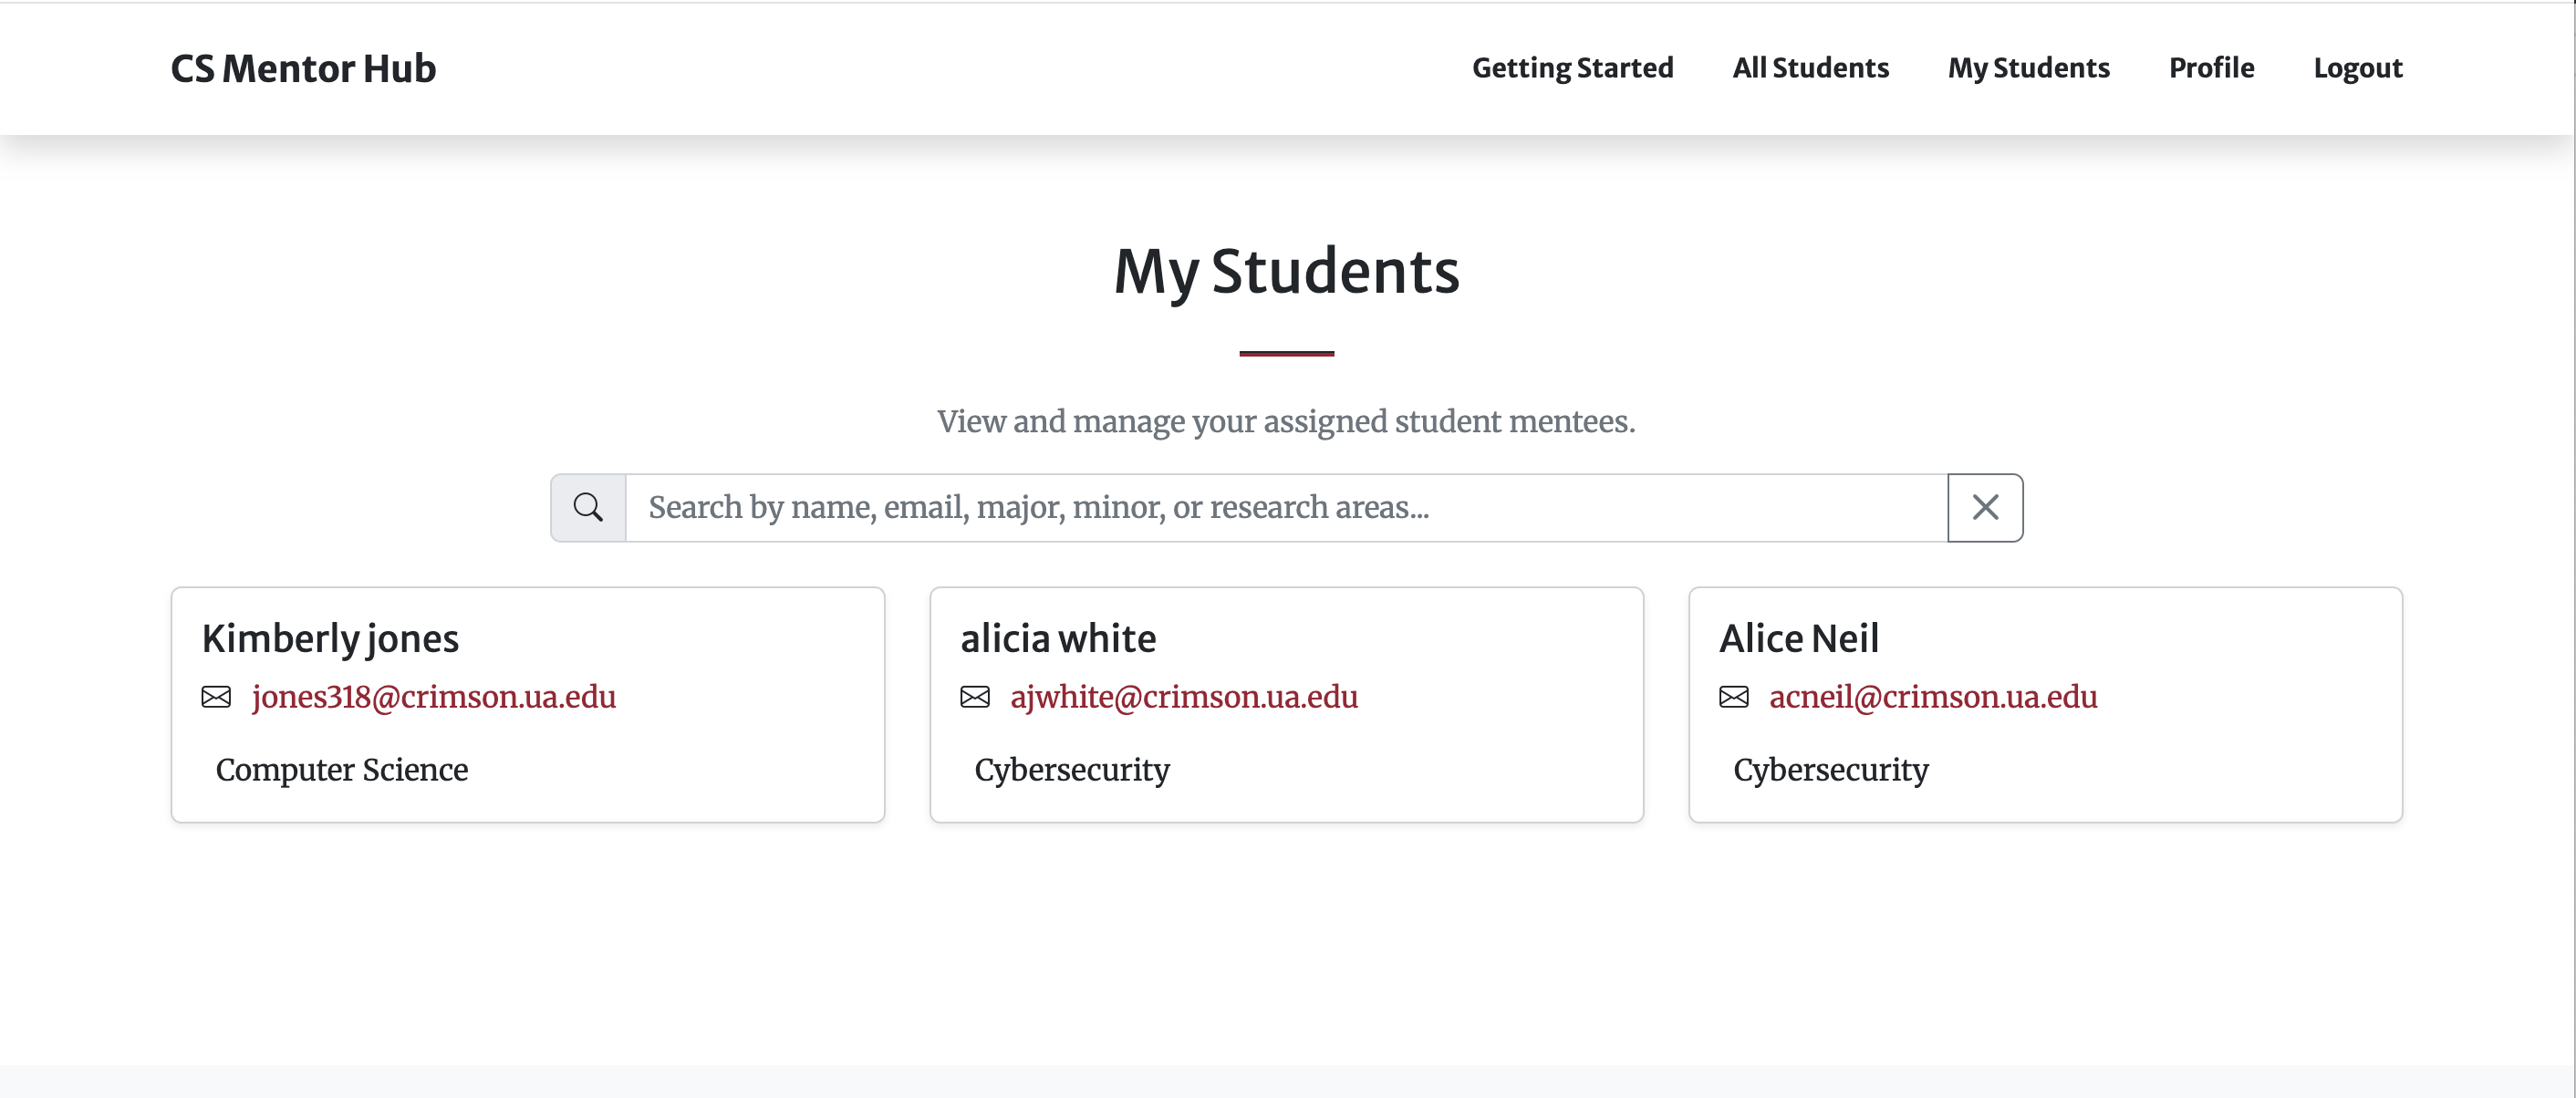 CS Mentor Hub
Getting Started
All Students
My Students
Profile
Logout
My Students
View and manage your assigned student mentees.
Search by name, email, major, minor, or research areas...
Kimberly jones
jones318@crimson.ua.edu
Computer Science
alicia white
ajwhite@crimson.ua.edu
Cybersecurity
Alice Neil
acneil@crimson.ua.edu
Cybersecurity